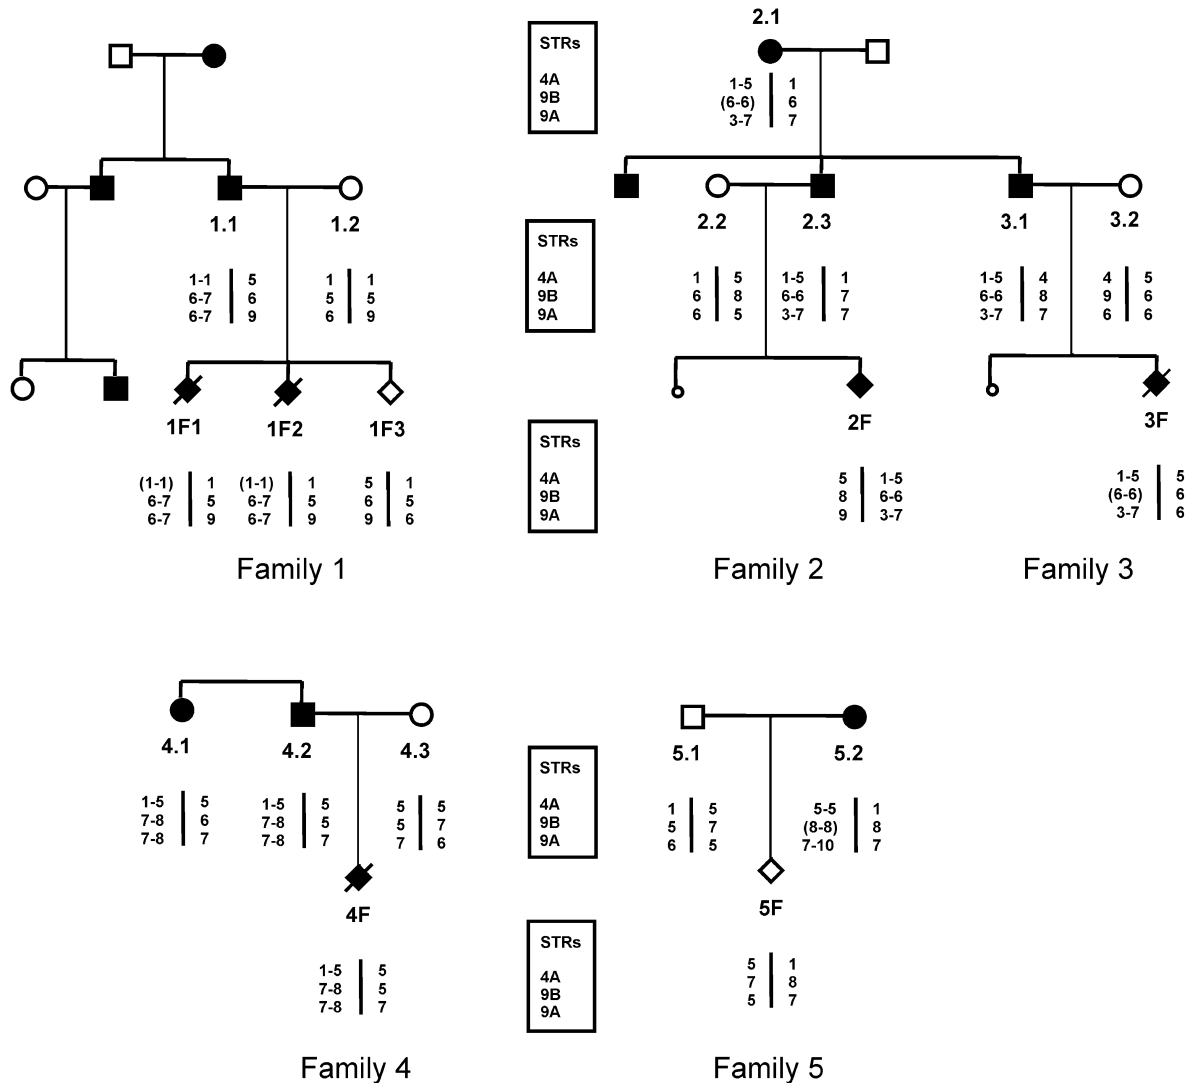 2.1
STRs
4A
9B
9A
1-5 1
(6-6) 6
3-7 7
1.1 1.2
2.2 2.3
3.1 3.2
STRs
4A
9B
9A
1-1 5 1 1
6-7 6 5 5
6-7 9 6 9
1 5 1-5 1
6 8 6-6 7
6 5 3-7 7
1-5 4 4 5
6-6 8 9 6
3-7 7 6 6
1F1 1F2 1F3
2F
3F
STRs
4A
9B
9A
(1-1) 1 (1-1) 1 5 1
6-7 5 6-7 5 6 5
6-7 9 6-7 9 9 6
5 1-5
8 6-6
9 3-7
1-5 5
(6-6) 6
3-7 6
Family 1 Family 2 Family 3
4.1 4.2 4.3
5.1 5.2
STRs
4A
9B
9A
1-5 5 1-5 5 5 5
7-8 6 7-8 5 5 7
7-8 7 7-8 7 7 6
1 5 5-5 1
5 7 (8-8) 8
6 5 7-10 7
4F
5F
STRs
4A
9B
9A
1-5 5
7-8 5
7-8 7
5 1
7 8
5 7
Family 4 Family 5